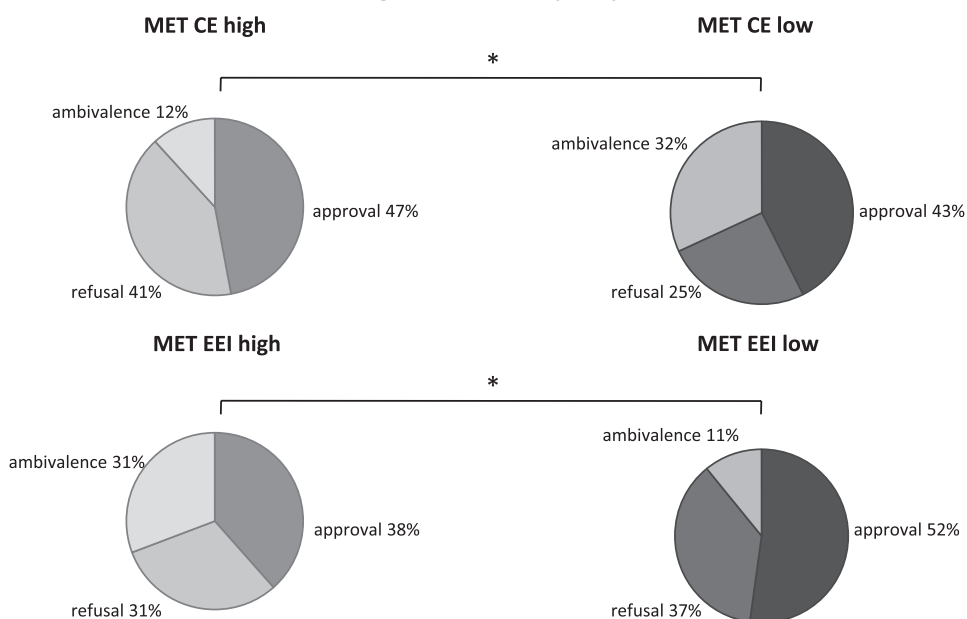 MET CE high
MET CE low
*
ambivalence 12%
ambivalence 32%
approval 47%
approval 43%
refusal 41%
refusal 25%
MET EEI high
MET EEI low
*
ambivalence 11%
ambivalence 31%
approval 38%
approval 52%
refusal 31%
refusal 37%